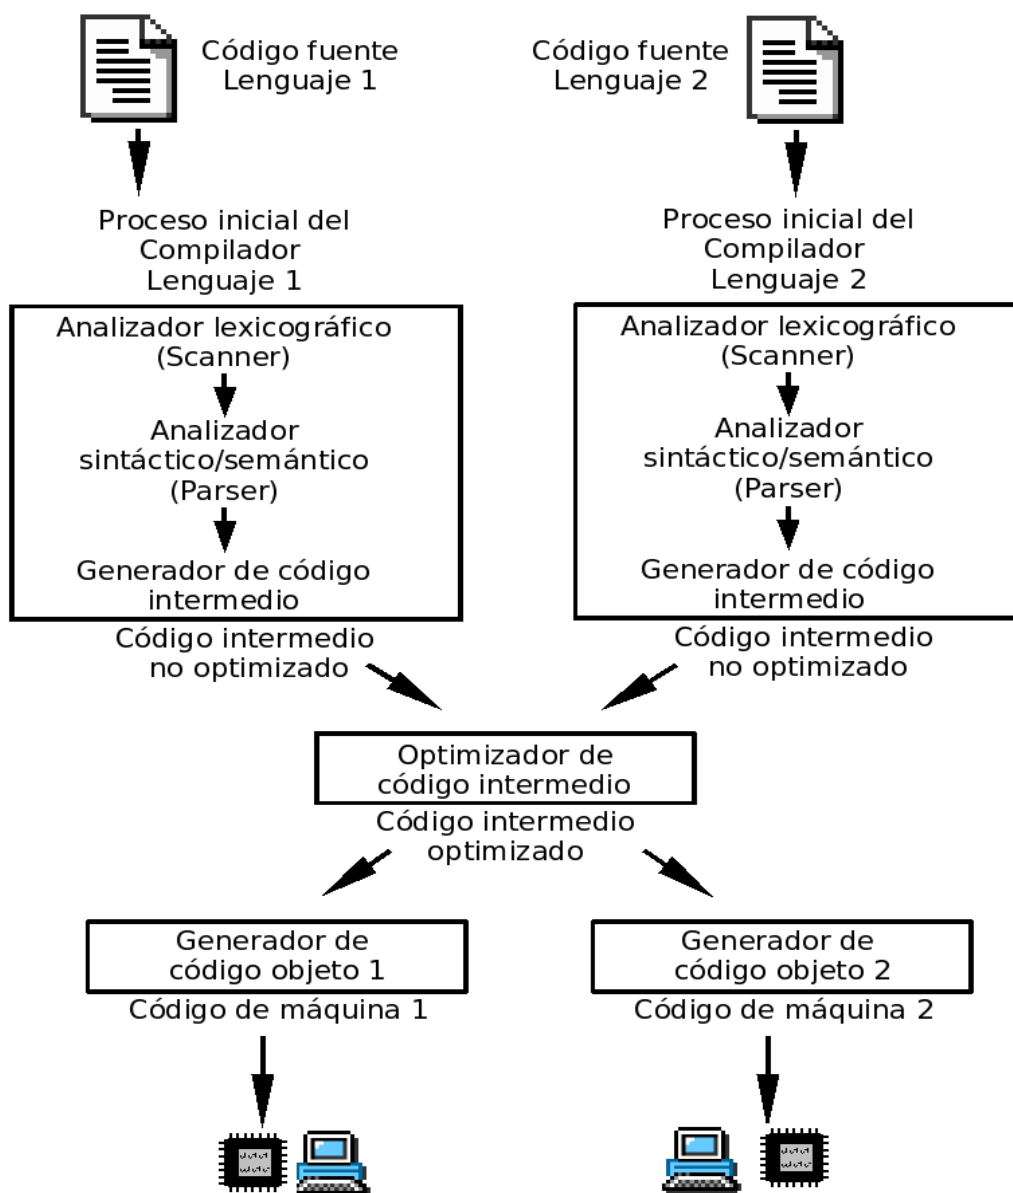 Código fuente
Lenguaje 1
Código fuente
Lenguaje 2
Proceso inicial del
Compilador
Lenguaje 1
Proceso inicial del
Compilador
Lenguaje 2
Analizador lexicográfico
(Scanner)
Analizador
sintáctico/semántico
(Parser)
Generador de código
intermedio
Analizador lexicográfico
(Scanner)
Analizador
sintáctico/semántico
(Parser)
Generador de código
intermedio
Código intermedio
no optimizado
Código intermedio
no optimizado
Optimizador de
código intermedio
Código intermedio
optimizado
Generador de
código objeto 1
Generador de
código objeto 2
Código de máquina 1
Código de máquina 2